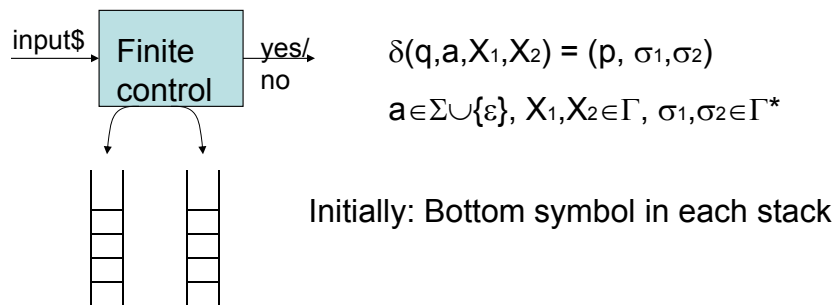 input$
Finite
control
yes/
no
δ(q,a,X₁,X₂) = (p, σ₁,σ₂)
a∈Σ∪{ε}, X₁,X₂∈Γ, σ₁,σ₂∈Γ*
Initially: Bottom symbol in each stack